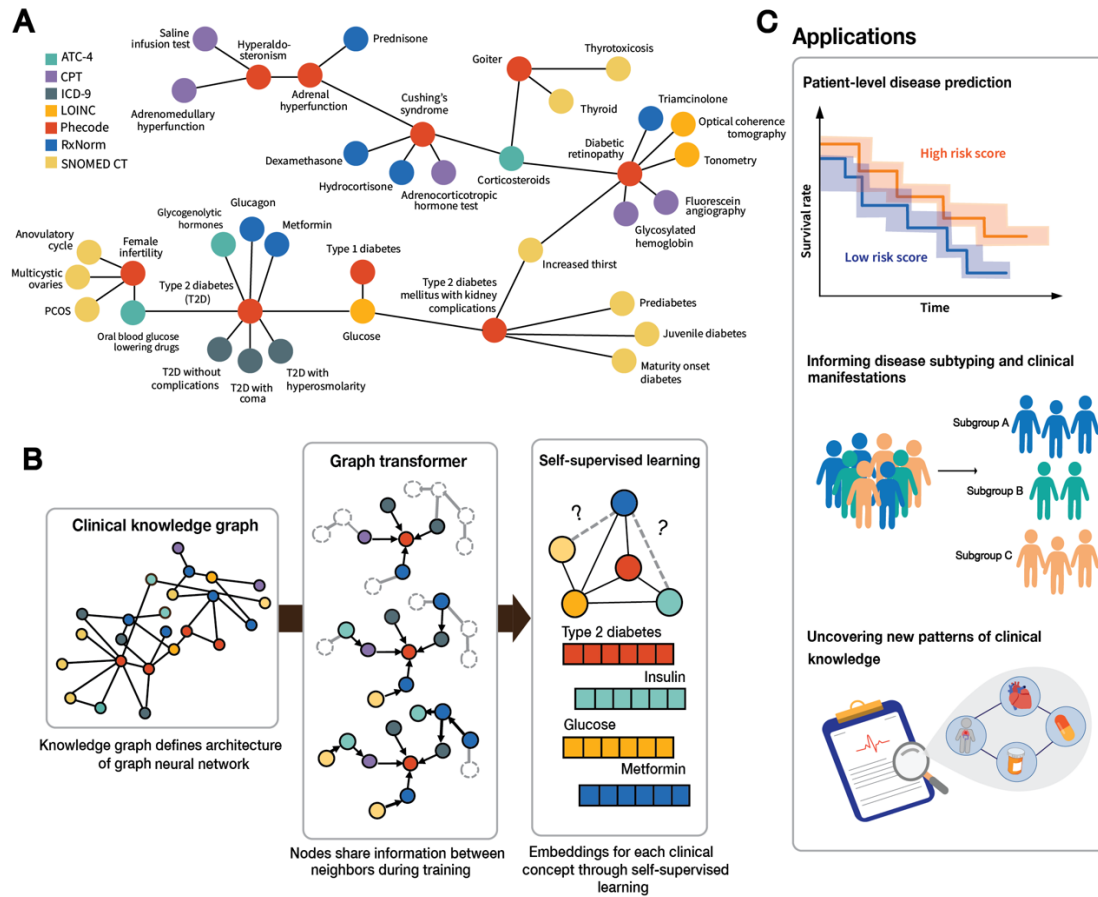 A
ATC-4
CPT
ICD-9
LOINC
Phecode
RxNorm
SNOMED CT
Saline
infusion test
Hyperaldo-
steronism
Prednisone
Adrenomedullary
hyperfunction
Adrenal
hyperfunction
Cushing's
syndrome
Dexamethasone
Hydrocortisone
Adrenocorticotropic
hormone test
Corticosteroids
Goiter
Thyrotoxicosis
Thyroid
Triamcinolone
Optical coherence
tomography
Diabetic
retinopathy
Tonometry
Fluorescein
angiography
Glycosylated
hemoglobin
Increased thirst
Anovulatory
cycle
Female
infertility
Multicystic
ovaries
PCOS
Oral blood glucose
lowering drugs
Glycogenolytic
hormones
Glucagon
Metformin
Type 2 diabetes
(T2D)
T2D without
complications
T2D with
coma
T2D with
hyperosmolarity
Type 1 diabetes
Glucose
Type 2 diabetes
mellitus with kidney
complications
Prediabetes
Juvenile diabetes
Maturity onset
diabetes
B
Clinical knowledge graph
Knowledge graph defines architecture
of graph neural network
Graph transformer
Nodes share information between
neighbors during training
Self-supervised learning
?
?
Type 2 diabetes
Insulin
Glucose
Metformin
Embeddings for each clinical
concept through self-supervised
learning
C
Applications
Patient-level disease prediction
High risk score
Low risk score
Survival rate
Time
Informing disease subtyping and clinical
manifestations
Subgroup A
Subgroup B
Subgroup C
Uncovering new patterns of clinical
knowledge